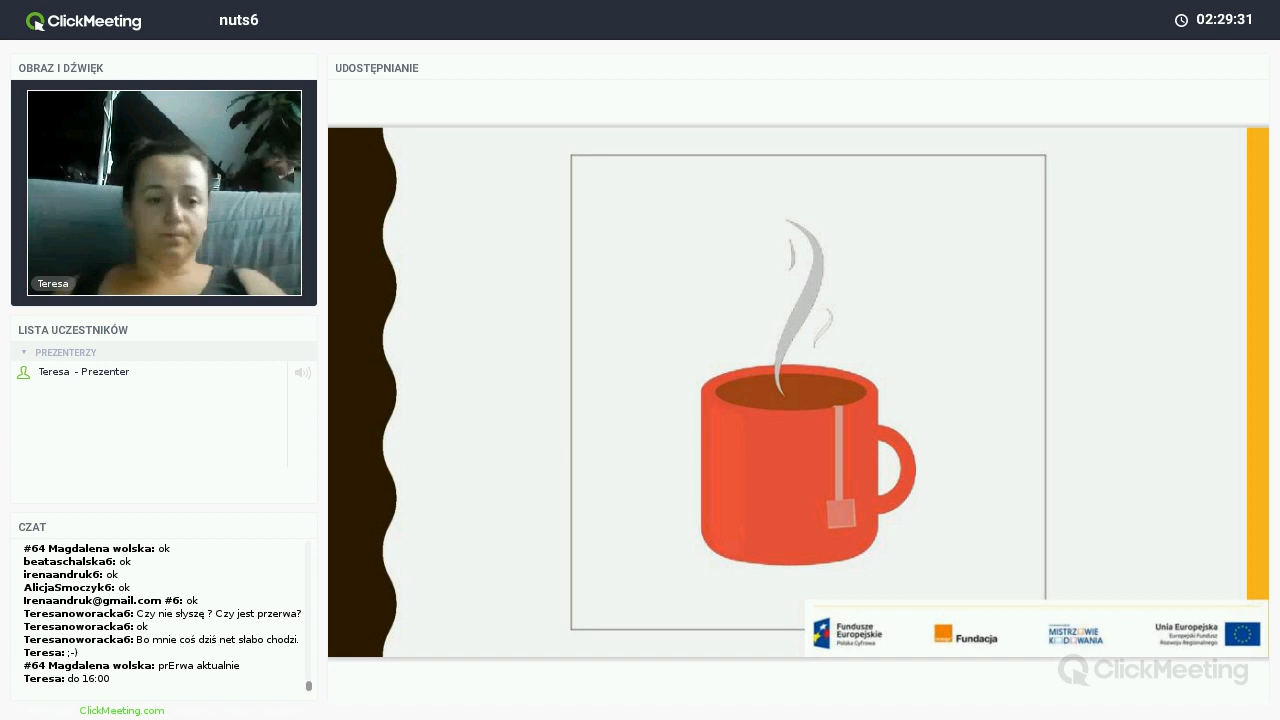 ClickMeeting
nuts6
02:29:31
OBRAZ I DŹWIĘK
Teresa
LISTA UCZESTNIKÓW
PREZENTERZY
Teresa - Prezenter
CZAT
#64 Magdalena wolska: ok
beataschalska6: ok
irenaandruk6: ok
AlicjaSmoczyk6: ok
Irenaandruk@gmail.com #6: ok
Teresanoworacka6: Czy nie słyszę ? Czy jest przerwa?
Teresanoworacka6: ok
Teresanoworacka6: Bo mnie coś dziś net słabo chodzi.
Teresa: ;-)
#64 Magdalena wolska: prErwa aktualnie
Teresa: do 16:00
ClickMeeting.com
UDOSTĘPNIANIE
Fundusze
Europejskie
Polska Cyfrowa
Fundacja
MISTRZOWIE
KODOWANIA
Unia Europejska
Europejski Fundusz
Rozwoju Regionalnego
ClickMeeting